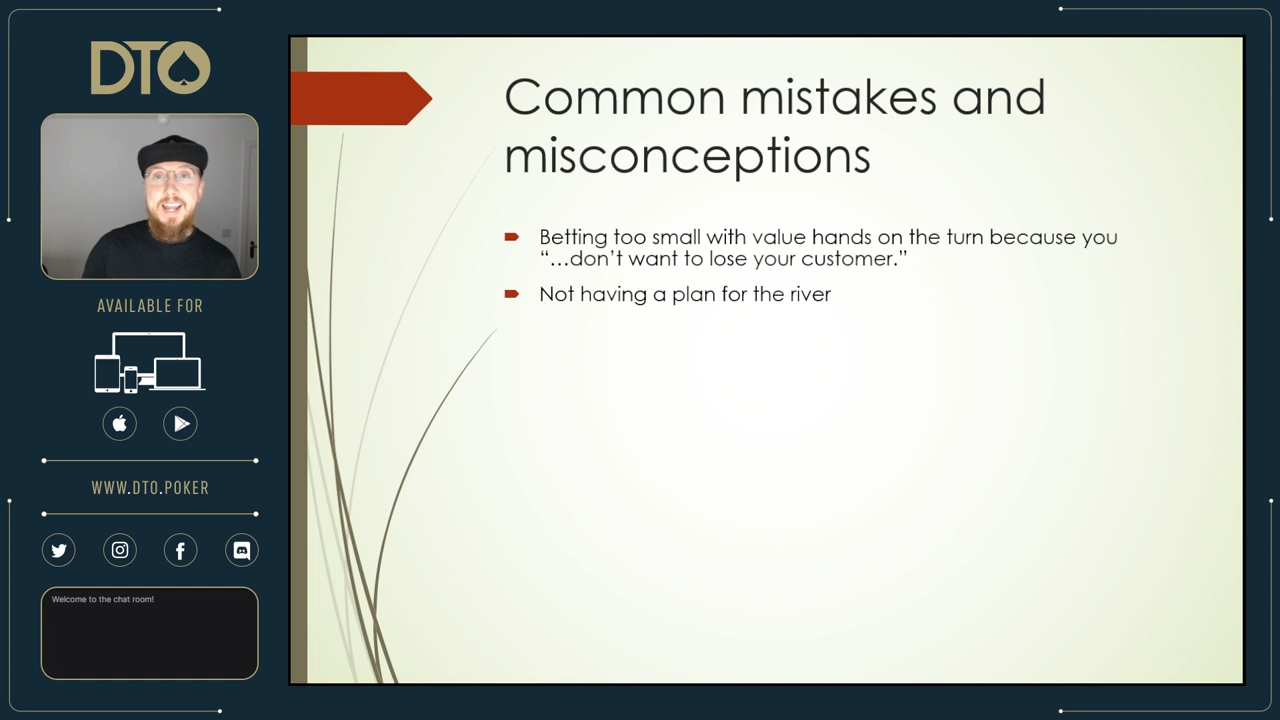 DTO
AVAILABLE FOR
WWW.DTO.POKER
Welcome to the chat room!
Common mistakes and
misconceptions
Betting too small with value hands on the turn because you
“…don’t want to lose your customer.”
Not having a plan for the river